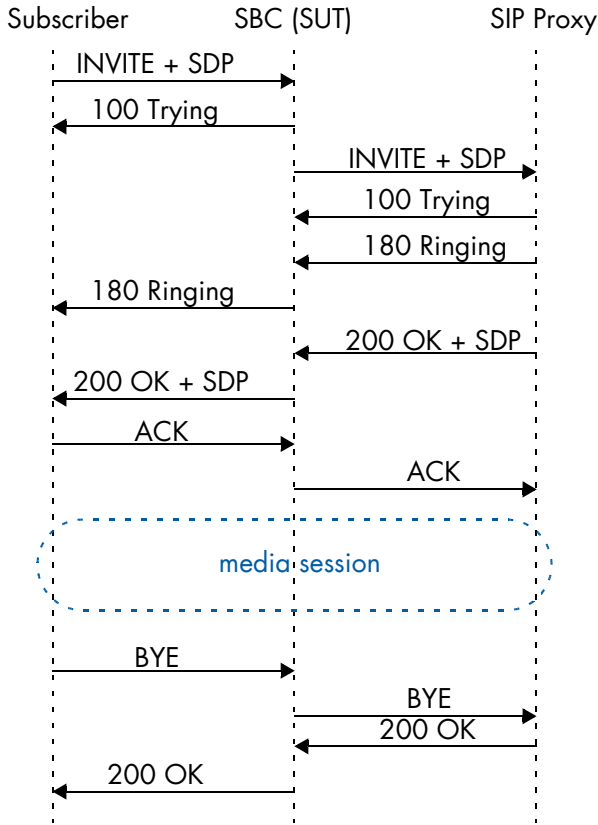 Subscriber SBC (SUT) SIP Proxy
INVITE + SDP
100 Trying
INVITE + SDP
100 Trying
180 Ringing
180 Ringing
200 OK + SDP
200 OK + SDP
ACK
ACK
media session
BYE
BYE
200 OK
200 OK